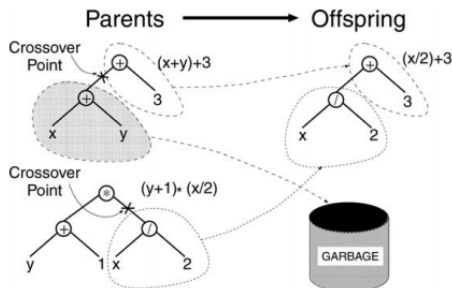 Parents
Offspring
Crossover
Point
+
(x+y)+3
+
3
x
y
+
(x/2)+3
/
3
x
2
Crossover
Point
*
(y+1)* (x/2)
+
/
y
1
x
2
GARBAGE